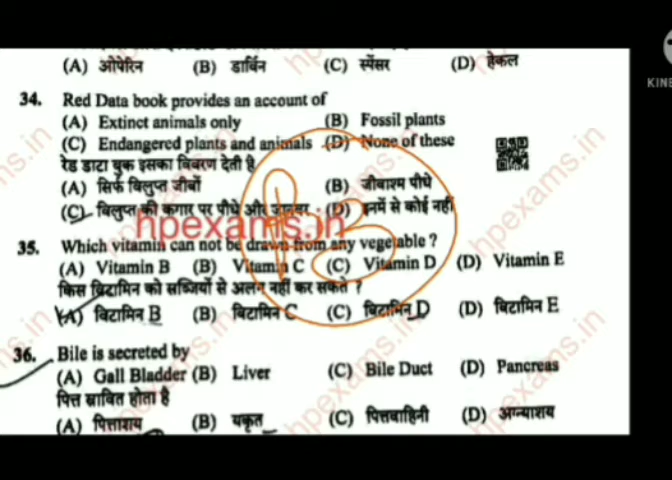 (A) ओपेरिन (B) डार्विन (C) स्पेंसर (D) हेकल
34. Red Data book provides an account of
(A) Extinct animals only (B) Fossil plants
(C) Endangered plants and animals (D) None of these
रेड डाटा बुक इसका विवरण देती है
(A) सिर्फ विलुप्त जीवों (B) जीवाश्म पौधे
(C) विलुप्त की कगार पर पौधे और जानवर (D) इनमें से कोई नहीं
hpexams.in
35. Which vitamin can not be drawn from any vegetable ?
(A) Vitamin B (B) Vitamin C (C) Vitamin D (D) Vitamin E
किस विटामिन को सब्जियों से अलग नहीं कर सकते ?
(A) विटामिन B (B) विटामिन C (C) विटामिन D (D) विटामिन E
36. Bile is secreted by
(A) Gall Bladder (B) Liver (C) Bile Duct (D) Pancreas
पित्त स्रावित होता है
(A) पित्ताशय (B) यकृत (C) पित्तवाहिनी (D) अग्न्याशय